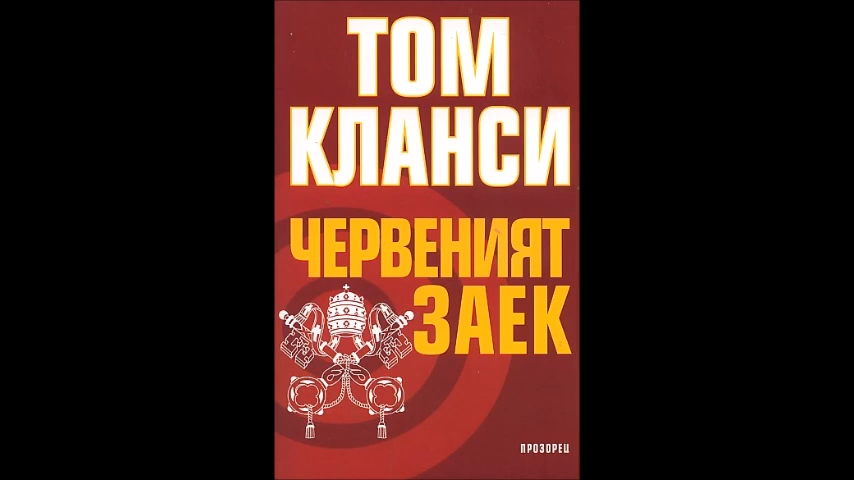 ТОМ
КЛАНСИ
ЧЕРВЕНИЯТ
ЗАЕК
ПРОЗОРЕЦ